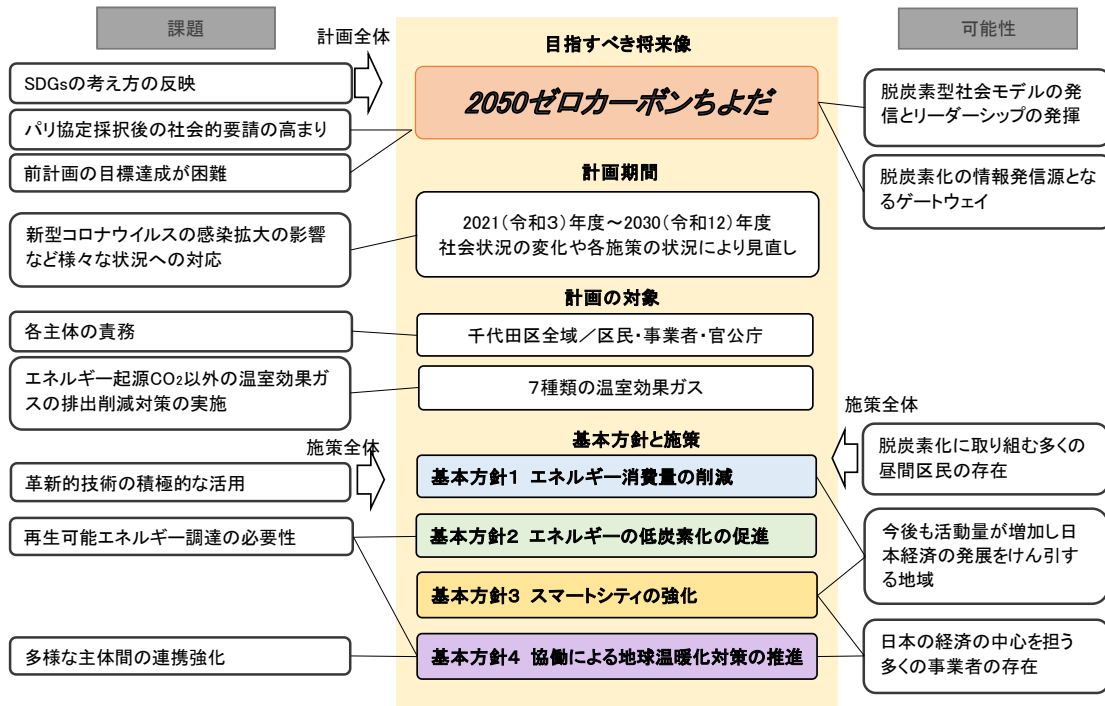 課題
計画全体
SDGsの考え方の反映
パリ協定採択後の社会的要請の高まり
前計画の目標達成が困難
新型コロナウイルスの感染拡大の影響
など様々な状況への対応
各主体の責務
エネルギー起源CO₂以外の温室効果ガ
スの排出削減対策の実施
施策全体
革新的技術の積極的な活用
再生可能エネルギー調達の必要性
多様な主体間の連携強化
目指すべき将来像
2050ゼロカーボンちよだ
計画期間
2021(令和3)年度～2030(令和12)年度
社会状況の変化や各施策の状況により見直し
計画の対象
千代田区全域／区民・事業者・官公庁
7種類の温室効果ガス
基本方針と施策
基本方針1 エネルギー消費量の削減
基本方針2 エネルギーの低炭素化の促進
基本方針3 スマートシティの強化
基本方針4 協働による地球温暖化対策の推進
可能性
脱炭素型社会モデルの発
信とリーダーシップの発揮
脱炭素化の情報発信源とな
るゲートウェイ
施策全体
脱炭素化に取り組む多くの
昼間区民の存在
今後も活動量が増加し日
本経済の発展をけん引す
る地域
日本の経済の中心を担う
多くの事業者の存在